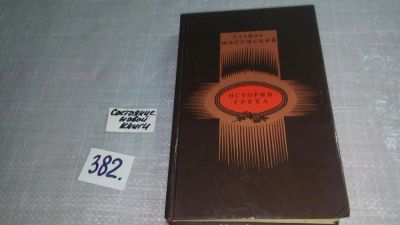 Стефан
ЖЕРОМСКИЙ
ИСТОРИЯ
ГРЕХА
Состояние
новой
книги
382.